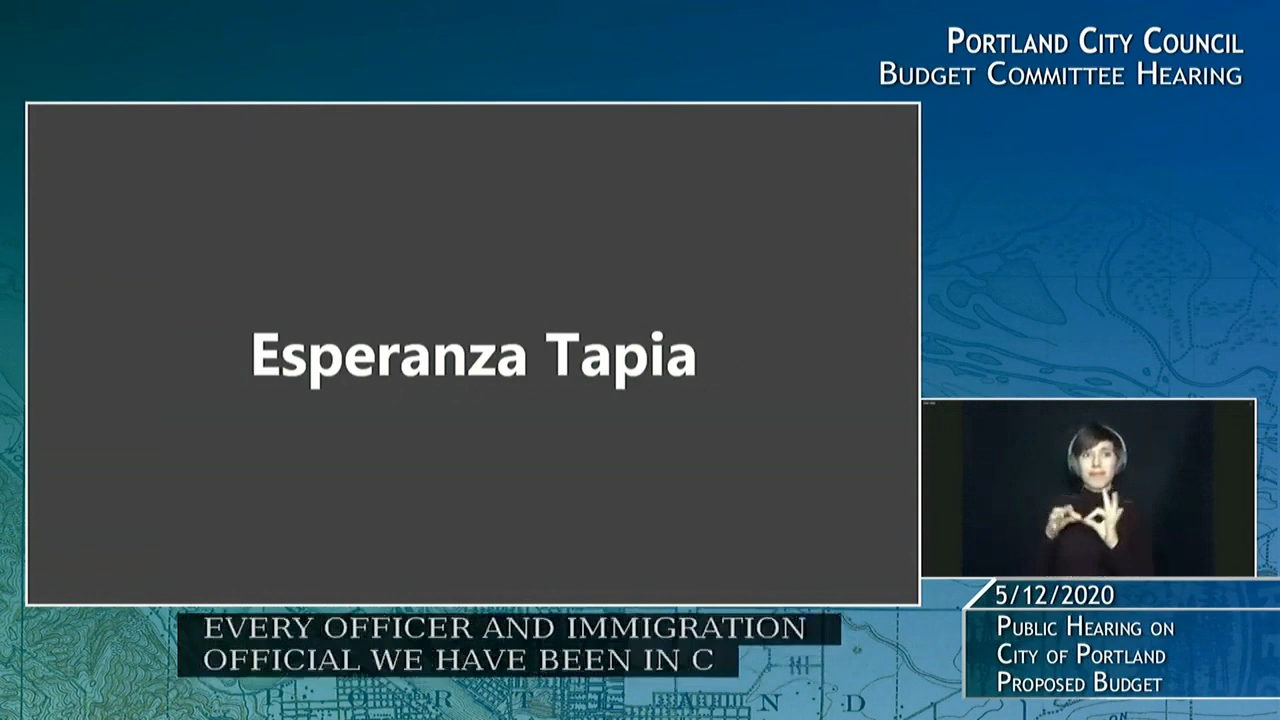 PORTLAND CITY COUNCIL
BUDGET COMMITTEE HEARING
Esperanza Tapia
5/12/2020
PUBLIC HEARING ON
CITY OF PORTLAND
PROPOSED BUDGET
EVERY OFFICER AND IMMIGRATION
OFFICIAL WE HAVE BEEN IN C